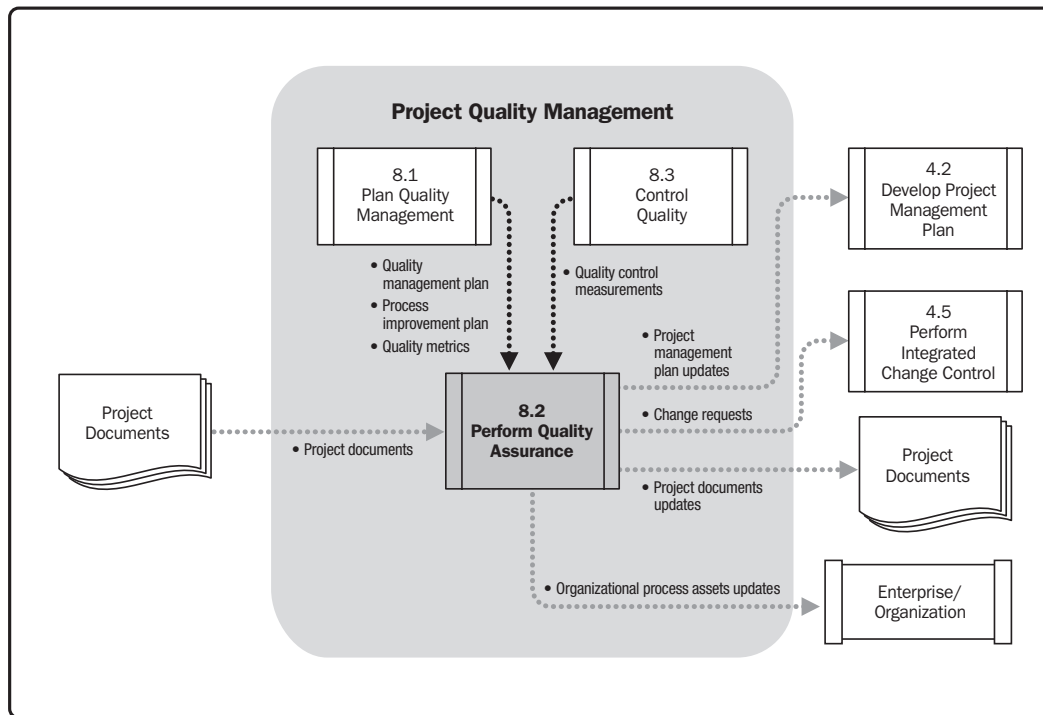 Project Quality Management
8.1
Plan Quality
Management
8.3
Control
Quality
4.2
Develop Project
Management
Plan
• Quality
management plan
• Process
improvement plan
• Quality metrics
• Quality control
measurements
4.5
Perform
Integrated
Change Control
• Project
management
plan updates
Project
Documents
• Project documents
8.2
Perform Quality
Assurance
• Change requests
• Project documents
updates
Project
Documents
• Organizational process assets updates
Enterprise/
Organization